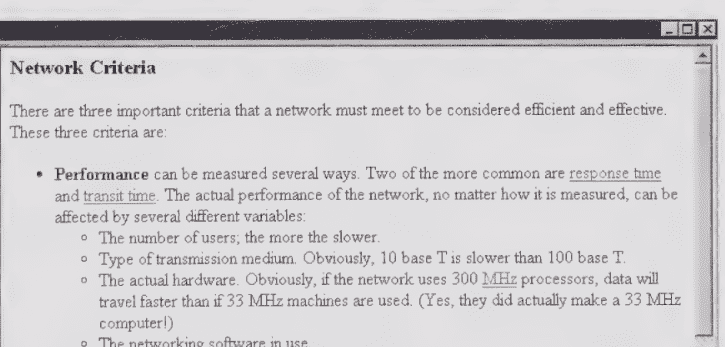 Network Criteria
There are three important criteria that a network must meet to be considered efficient and effective.
These three criteria are:
• Performance can be measured several ways. Two of the more common are response time
and transit time. The actual performance of the network, no matter how it is measured, can be
affected by several different variables:
◦ The number of users; the more the slower.
◦ Type of transmission medium. Obviously, 10 base T is slower than 100 base T.
◦ The actual hardware. Obviously, if the network uses 300 MHz processors, data will
travel faster than if 33 MHz machines are used. (Yes, they did actually make a 33 MHz
computer!)
◦ The networking software in use